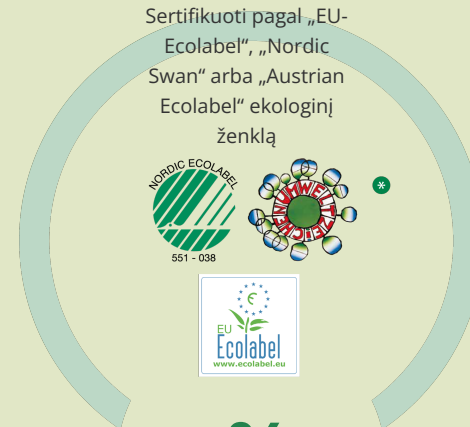 Sertifikuoti pagal „EU-
Ecolabel“, „Nordic
Swan“ arba „Austrian
Ecolabel“ ekologinį
ženklą
NORDIC ECOLABEL
551 - 038
UMWELTZEICHEN
*
EU
Ecolabel
www.ecolabel.eu